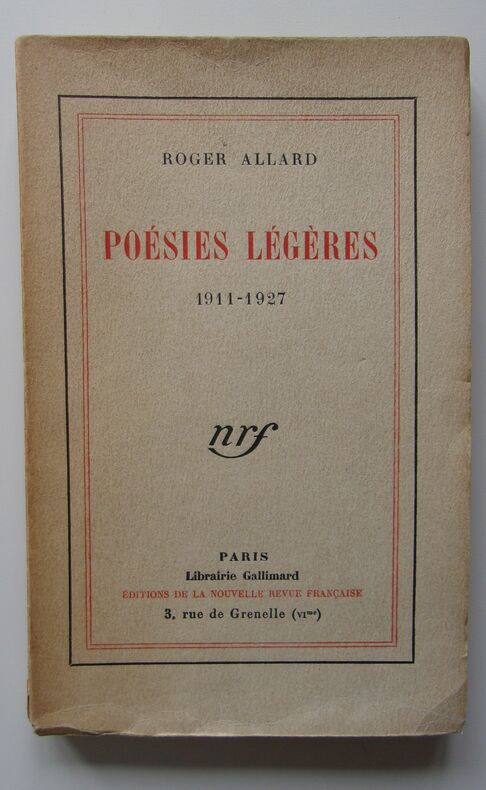 ROGER ALLARD
POÉSIES LÉGÈRES
1911-1927
nrf
PARIS
Librairie Gallimard
ÉDITIONS DE LA NOUVELLE REVUE FRANÇAISE
3, rue de Grenelle (VIme)